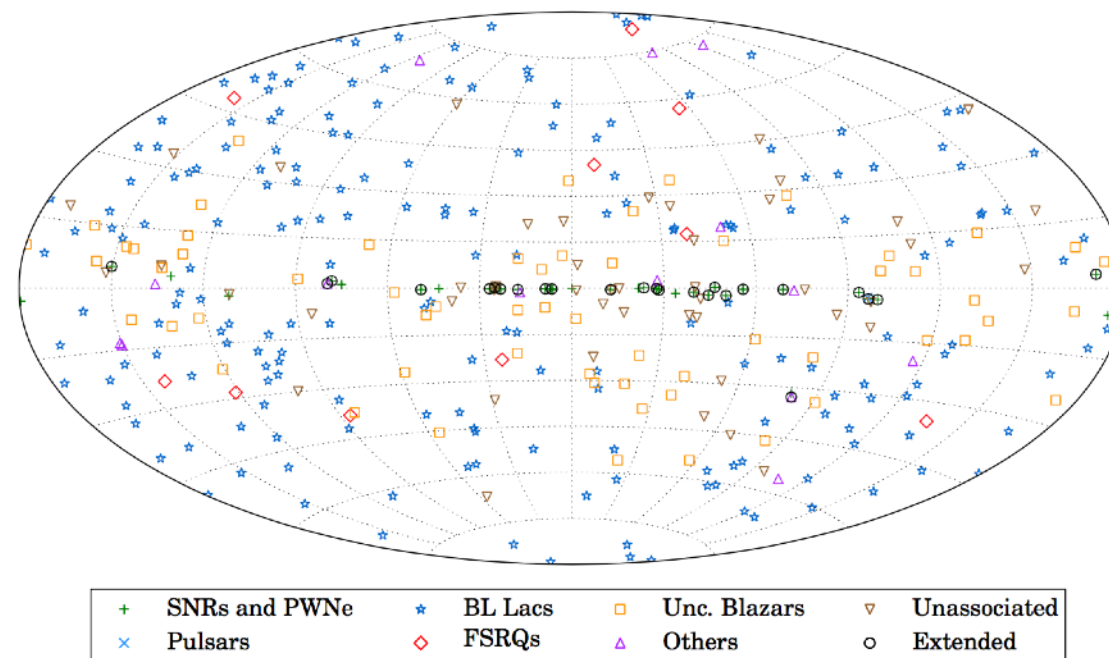 SNRs and PWNe BL Lacs Unc. Blazars Unassociated
Pulsars FSRQs Others Extended